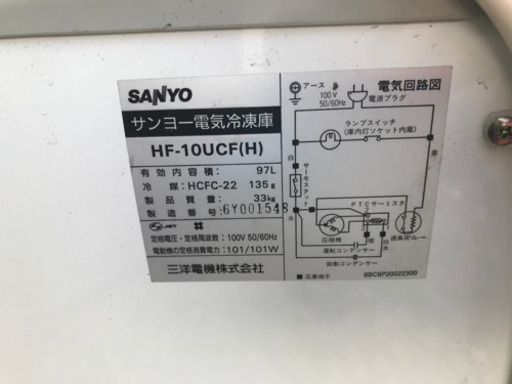 SANYO
サンヨー電気冷凍庫
HF-10UCF(H)
有効内容積: 97L
冷媒: HCFC-22 135g
製品質量: 33kg
製造番号: 6Y001548
JET
定格電圧・定格周波数: 100V 50/60Hz
電動機の定格消費電力: 101/101W
三洋電機株式会社
電気回路図
アース
100V
50/60Hz
電源プラグ
ランプスイッチ
(庫内灯ソケット内蔵)
白
黒
サーモスタット
PTCサーミスタ
圧縮機
過負荷リレー
運転コンデンサー
起動コンデンサー
■圧着端子
6BC6P20022300